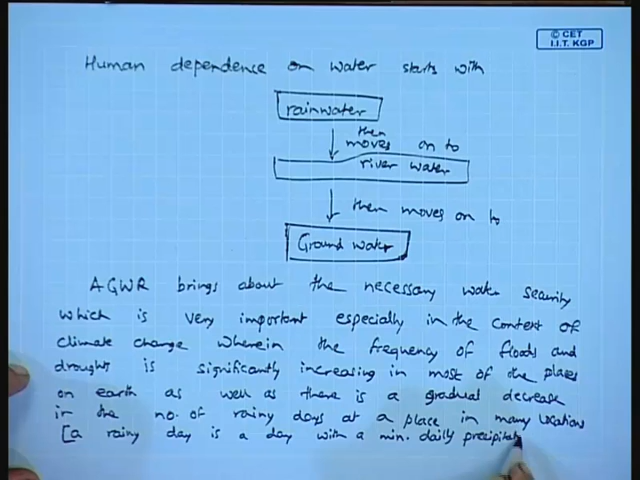 © CET
I.I.T. KGP
Human dependence on water starts with
rainwater
then
moves on to
river water
then moves on to
Ground water
AGWR brings about the necessary water security
which is very important especially in the context of
climate change wherein the frequency of floods and
droughts is significantly increasing in most of the places
on earth as well as there is a gradual decrease
in the no. of rainy days at a place in many locations
[a rainy day is a day with a min. daily precipitat